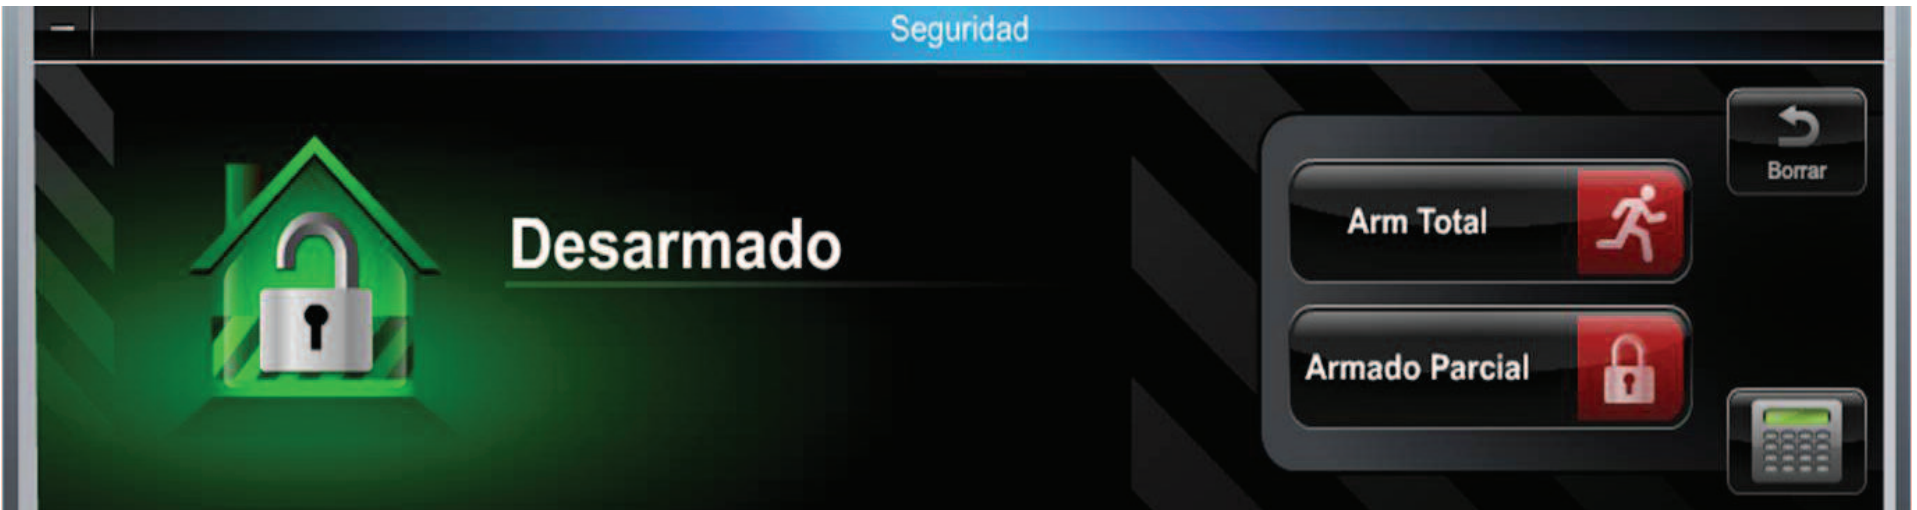 Seguridad
Desarmado
Arm Total
Armado Parcial
Borrar